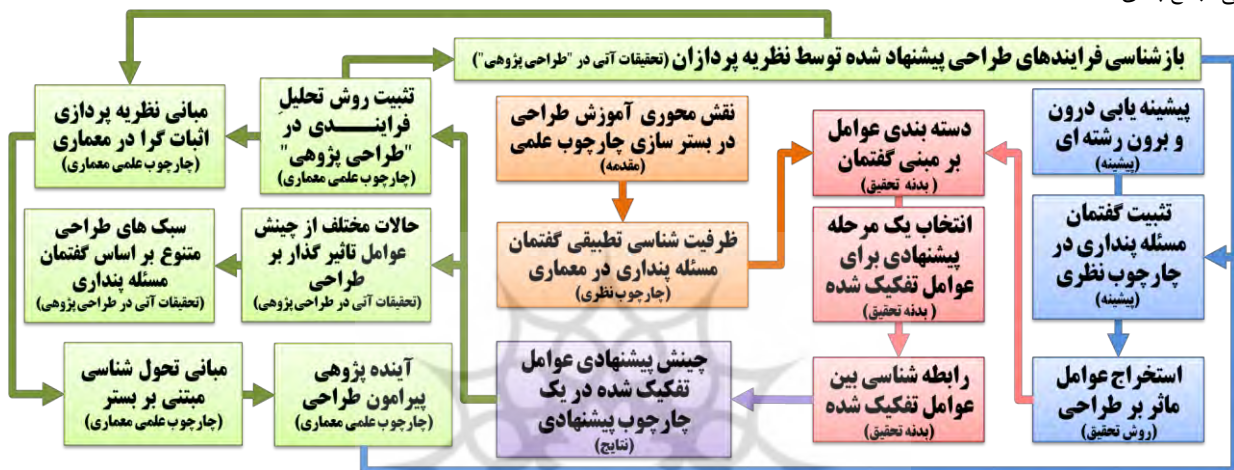 بازشناسی فرایندهای طراحی پیشنهاد شده توسط نظریه پردازان (تحقیقات آتی در "طراحی پژوهی")
پیشینه یابی درون
و برون رشته ای
(پیشینه)
تثبیت گفتمان
مسئله پنداری در
چارچوب نظری
(پیشینه)
استخراج عوامل
ماثر بر طراحی
(روش تحقیق)
دسته بندی عوامل
بر مبنی گفتمان
(بدنه تحقیق)
انتخاب یک مرحله
پیشنهادی برای
عوامل تفکیک شده
(بدنه تحقیق)
رابطه شناسی بین
عوامل تفکیک شده
(بدنه تحقیق)
نقش محوری آموزش طراحی
در بستر سازی چارچوب علمی
(مقدمه)
ظرفیت شناسی تطبیقی گفتمان
مسئله پنداری در معماری
(چارچوب نظری)
چینش پیشنهادی عوامل
تفکیک شده در یک
چارچوب پیشنهادی
(نتایج)
تثبیت روش تحلیل
فرایندی در
"طراحی پژوهی"
(چارچوب علمی معماری)
حالات مختلف از چینش
عوامل تاثیر گذار بر
طراحی
(تحقیقات آتی در طراحی پژوهی)
آینده پژوهی
پیرامون طراحی
(چارچوب علمی معماری)
مبانی نظریه پردازی
اثبات گرا در معماری
(چارچوب علمی معماری)
سبک های طراحی
متنوع بر اساس گفتمان
مسئله پنداری
(تحقیقات آتی در طراحی پژوهی)
مبانی تحول شناسی
مبتنی بر بستر
(چارچوب علمی معماری)